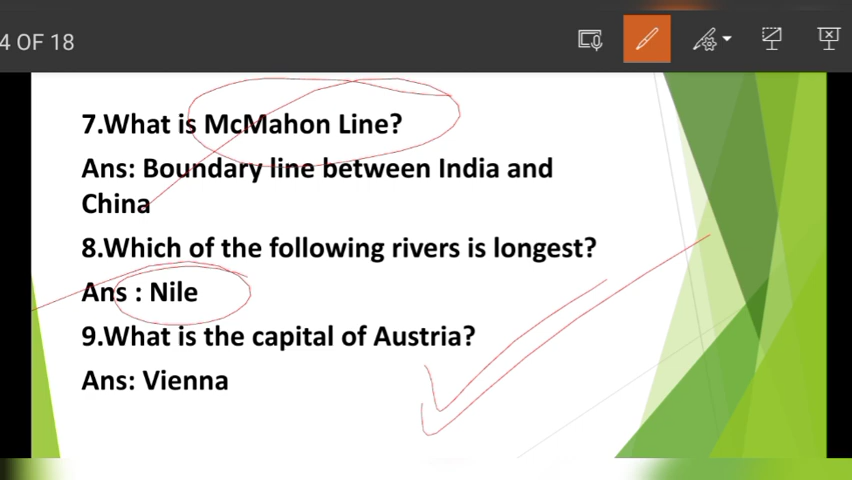 4 OF 18
7.What is McMahon Line?
Ans: Boundary line between India and
China
8.Which of the following rivers is longest?
Ans : Nile
9.What is the capital of Austria?
Ans: Vienna